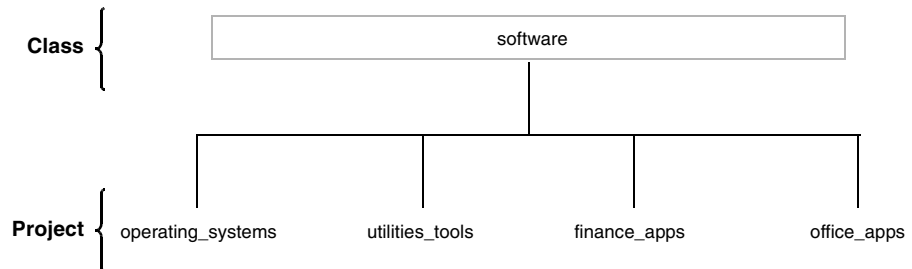 Class
software
Project
operating_systems
utilities_tools
finance_apps
office_apps